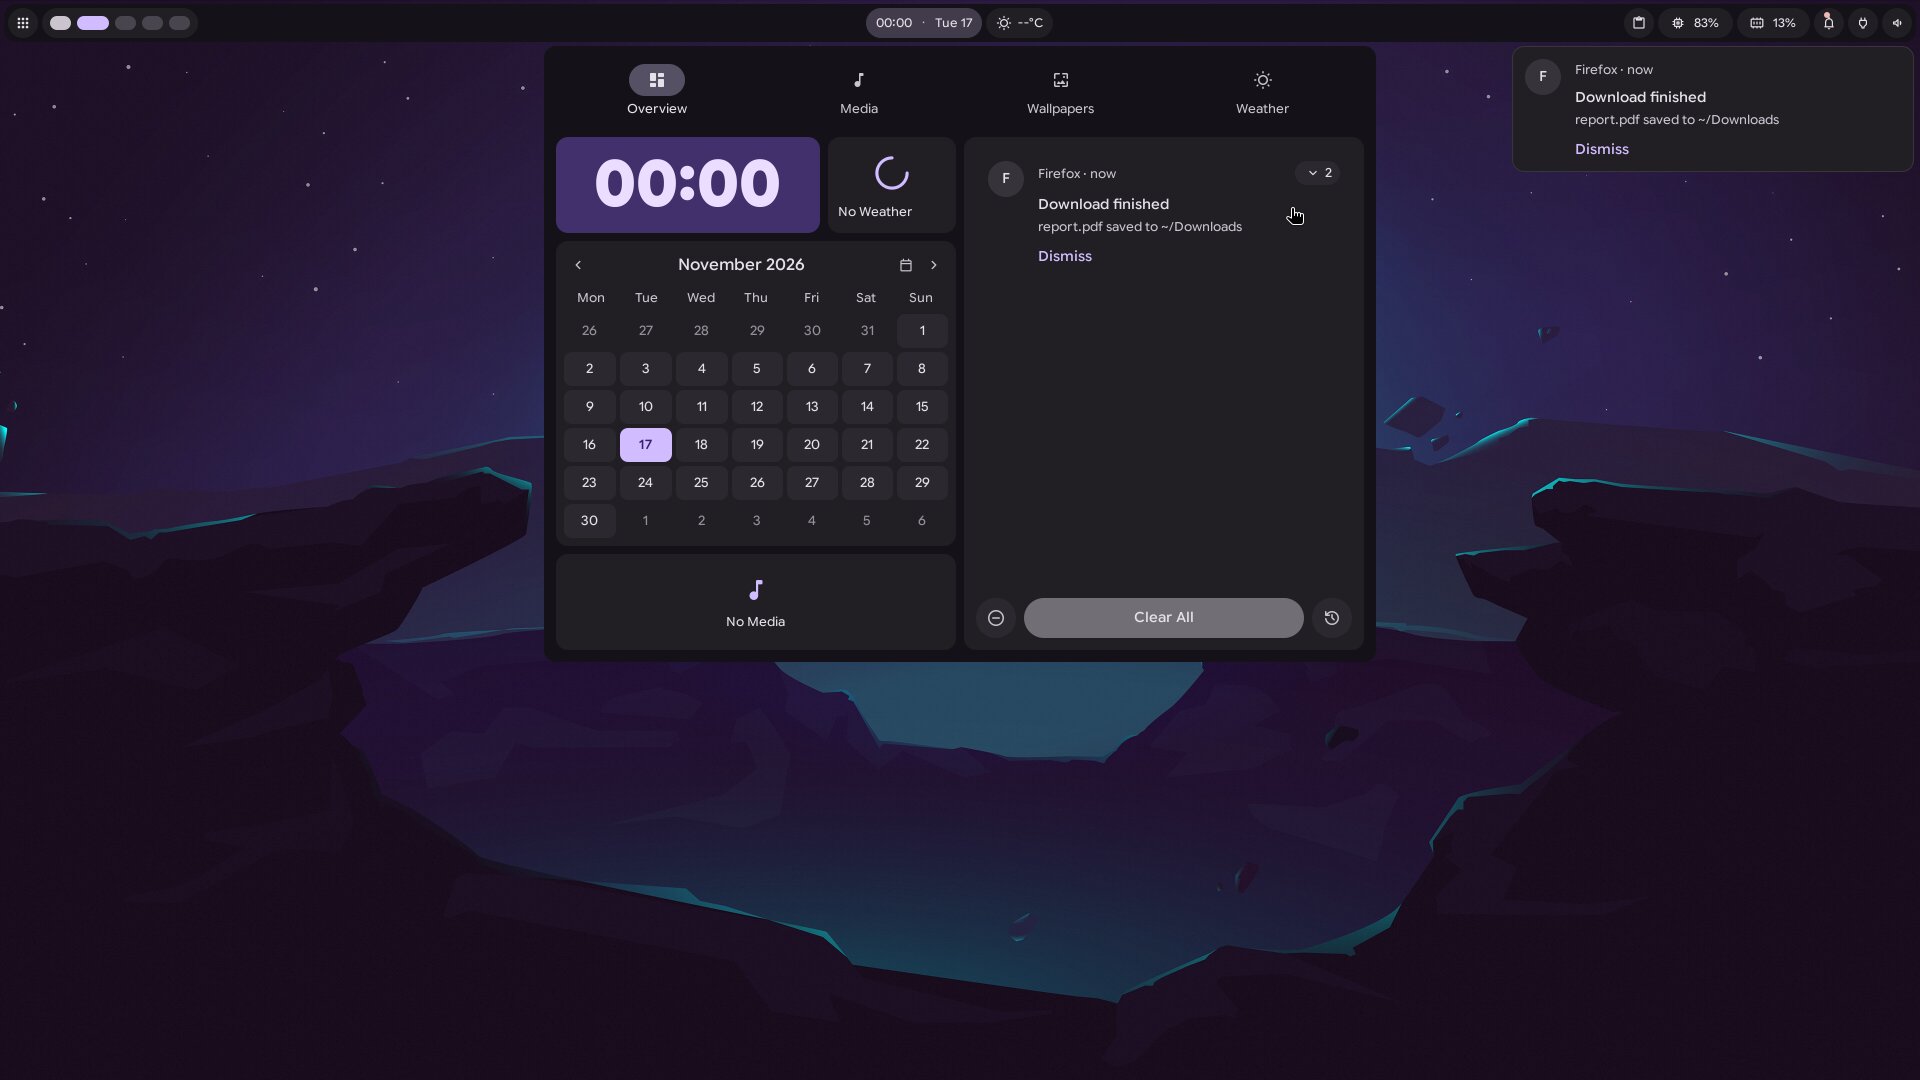 00:00 · Tue 17
--°C
83%
13%
Overview
Media
Wallpapers
Weather
F
Firefox · now
Download finished
report.pdf saved to ~/Downloads
Dismiss
00:00
No Weather
F
Firefox · now
2
Download finished
report.pdf saved to ~/Downloads
Dismiss
November 2026
Mon Tue Wed Thu Fri Sat Sun
26 27 28 29 30 31 1
2 3 4 5 6 7 8
9 10 11 12 13 14 15
16 17 18 19 20 21 22
23 24 25 26 27 28 29
30 1 2 3 4 5 6
No Media
Clear All